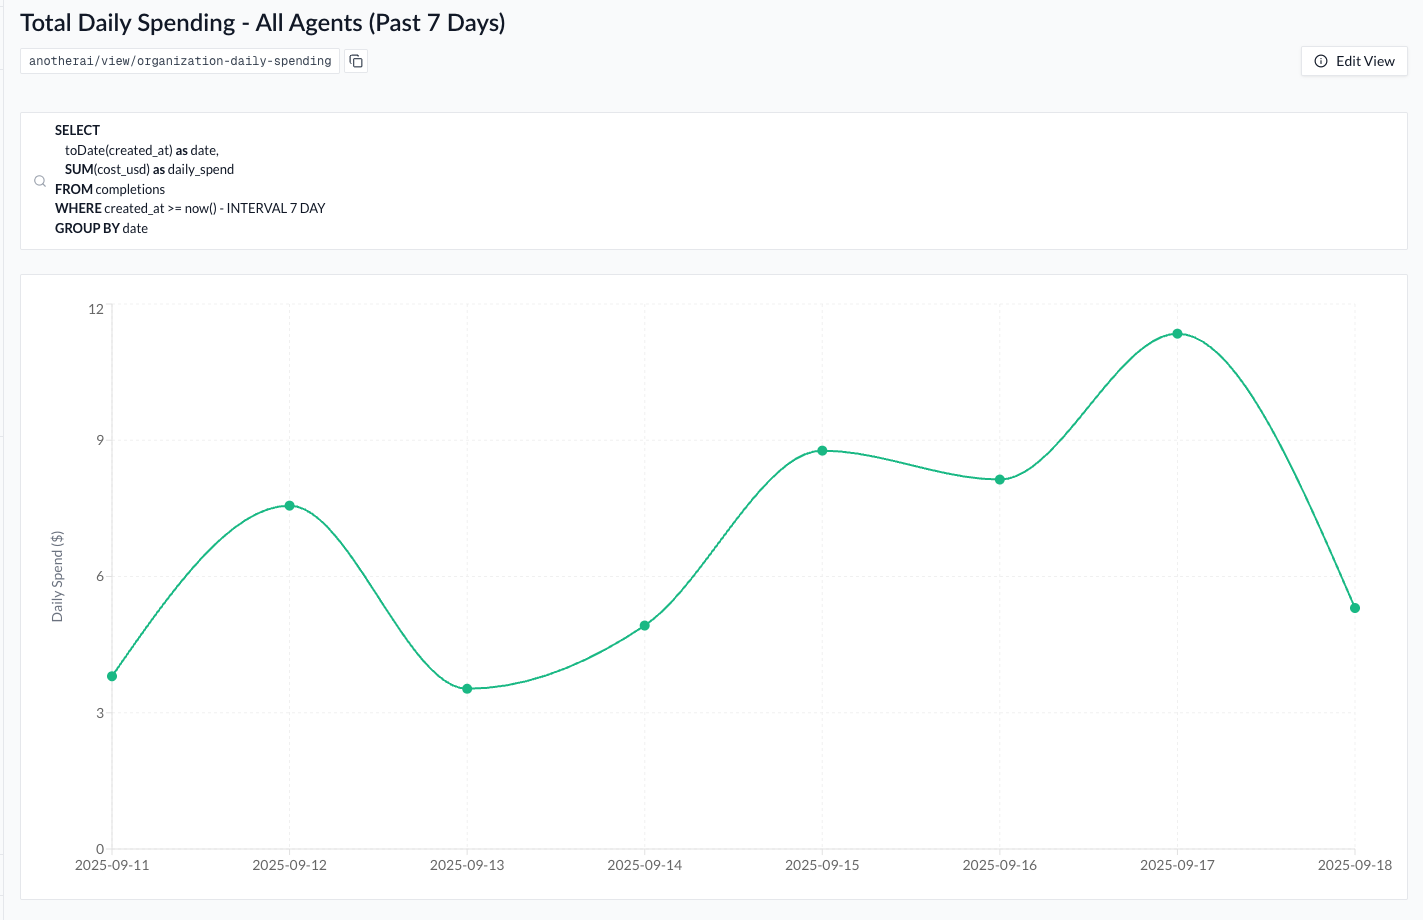 Total Daily Spending - All Agents (Past 7 Days)
anotherai/view/organization-daily-spending
Edit View
SELECT
toDate(created_at) as date,
SUM(cost_usd) as daily_spend
FROM completions
WHERE created_at >= now() - INTERVAL 7 DAY
GROUP BY date
12
9
6
3
0
Daily Spend ($)
2025-09-11 2025-09-12 2025-09-13 2025-09-14 2025-09-15 2025-09-16 2025-09-17 2025-09-18